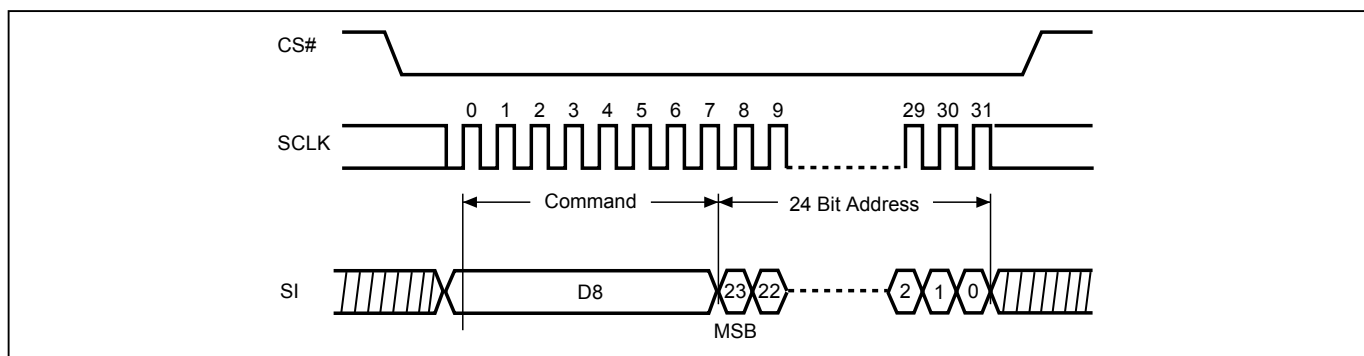 CS#
0 1 2 3 4 5 6 7 8 9 29 30 31
SCLK
Command 24 Bit Address
SI D8 23 22 2 1 0
MSB